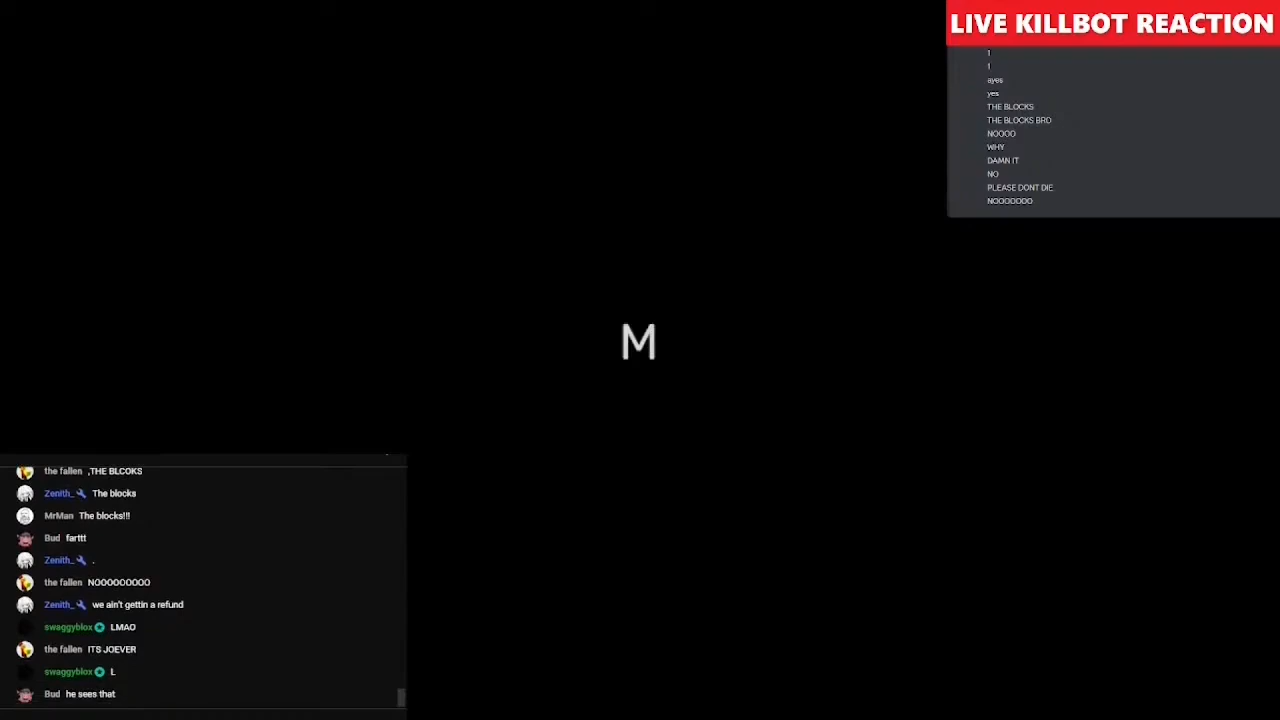 LIVE KILLBOT REACTION
1
1
ayes
yes
THE BLOCKS
THE BLOCKS BRO
NOOOO
WHY
DAMN IT
NO
PLEASE DONT DIE
NOOOOOOO
M
the fallen ,THE BLCOKS
Zenith_ The blocks
MrMan The blocks!!!
Bud farttt
Zenith_ .
the fallen NOOOOOOOOO
Zenith_ we ain't gettin a refund
swaggyblox LMAO
the fallen ITS JOEVER
swaggyblox L
Bud he sees that